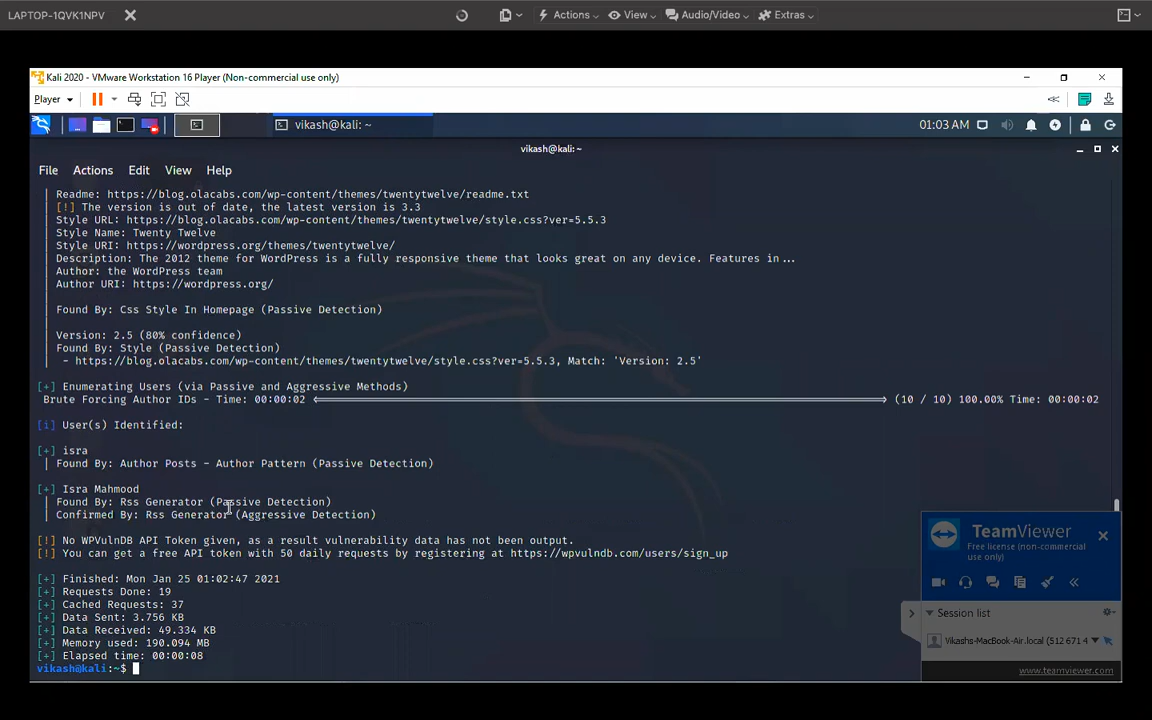 LAPTOP-1QVK1NPV
Actions View Audio/Video Extras
Kali 2020 - VMware Workstation 16 Player (Non-commercial use only)
Player
vikash@kali: ~ 01:03 AM
vikash@kali: ~
File Actions Edit View Help
| Readme: https://blog.olacabs.com/wp-content/themes/twentytwelve/readme.txt
| [!] The version is out of date, the latest version is 3.3
| Style URL: https://blog.olacabs.com/wp-content/themes/twentytwelve/style.css?ver=5.5.3
| Style Name: Twenty Twelve
| Style URI: https://wordpress.org/themes/twentytwelve/
| Description: The 2012 theme for WordPress is a fully responsive theme that looks great on any device. Features in...
| Author: the WordPress team
| Author URI: https://wordpress.org/
|
| Found By: Css Style In Homepage (Passive Detection)
|
| Version: 2.5 (80% confidence)
| Found By: Style (Passive Detection)
|  - https://blog.olacabs.com/wp-content/themes/twentytwelve/style.css?ver=5.5.3, Match: 'Version: 2.5'
[+] Enumerating Users (via Passive and Aggressive Methods)
Brute Forcing Author IDs - Time: 00:00:02 <==> (10 / 10) 100.00% Time: 00:00:02
[i] User(s) Identified:
[+] isra
| Found By: Author Posts - Author Pattern (Passive Detection)
[+] Isra Mahmood
| Found By: Rss Generator (Passive Detection)
| Confirmed By: Rss Generator (Aggressive Detection)
[!] No WPVulnDB API Token given, as a result vulnerability data has not been output.
[!] You can get a free API token with 50 daily requests by registering at https://wpvulndb.com/users/sign_up
[+] Finished: Mon Jan 25 01:02:47 2021
[+] Requests Done: 19
[+] Cached Requests: 37
[+] Data Sent: 3.756 KB
[+] Data Received: 49.334 KB
[+] Memory used: 190.094 MB
[+] Elapsed time: 00:00:08
vikash@kali:~$
TeamViewer
Free license (non-commercial
use only)
Session list
Vikashs-MacBook-Air.local (512 671 4
www.teamviewer.com